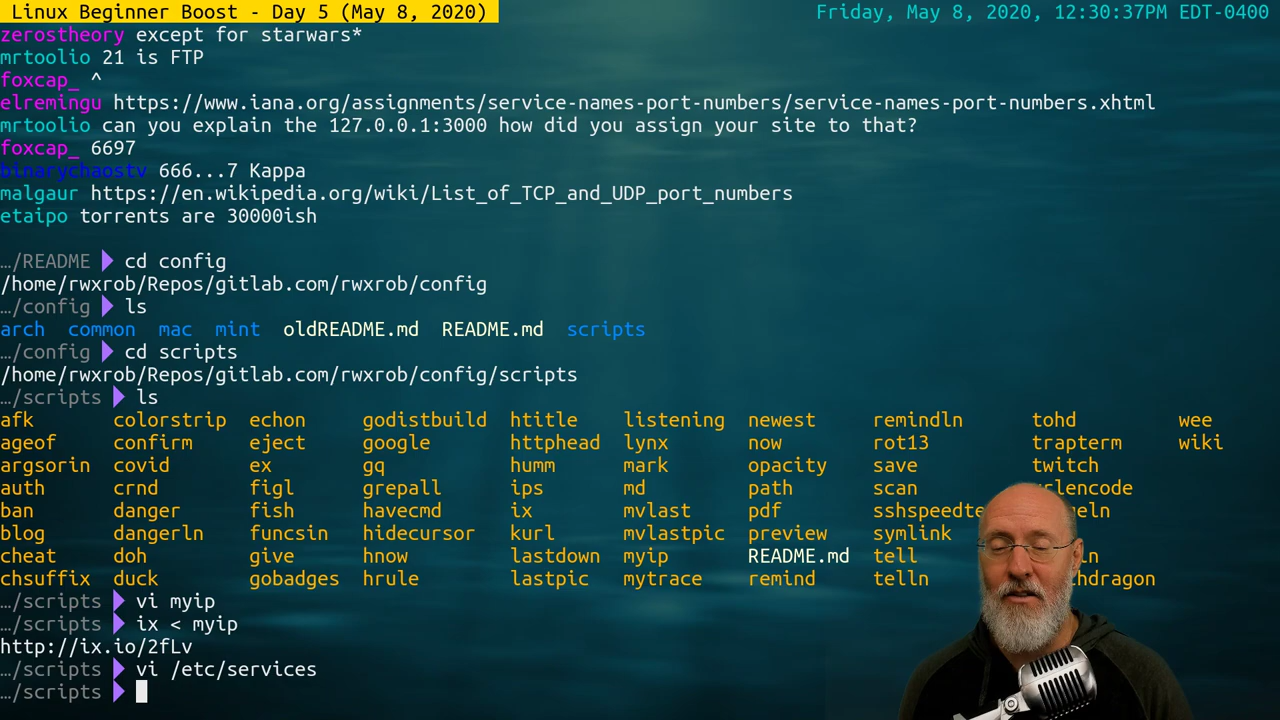 Linux Beginner Boost - Day 5 (May 8, 2020) Friday, May 8, 2020, 12:30:37PM EDT-0400
zerostheory except for starwars*
mrtoolio 21 is FTP
foxcap_ ^
elremingu https://www.iana.org/assignments/service-names-port-numbers/service-names-port-numbers.xhtml
mrtoolio can you explain the 127.0.0.1:3000 how did you assign your site to that?
foxcap_ 6697
binarychaostv 666...7 Kappa
malgaur https://en.wikipedia.org/wiki/List_of_TCP_and_UDP_port_numbers
etaipo torrents are 30000ish
…/README cd config
/home/rwxrob/Repos/gitlab.com/rwxrob/config
…/config ls
arch common mac mint oldREADME.md README.md scripts
…/config cd scripts
/home/rwxrob/Repos/gitlab.com/rwxrob/config/scripts
…/scripts ls
afk colorstrip echon godistbuild htitle listening newest remindln tohd wee
ageof confirm eject google httphead lynx now rot13 trapterm wiki
argsorin covid ex gq humm mark opacity save twitch
auth crnd figl grepall ips md path scan
ban danger fish havecmd ix mvlast pdf
blog dangerln funcsin hidecursor kurl mvlastpic preview symlink
cheat doh give hnow lastdown myip README.md tell
chsuffix duck gobadges hrule lastpic mytrace remind telln
…/scripts vi myip
…/scripts ix < myip
http://ix.io/2fLv
…/scripts vi /etc/services
…/scripts